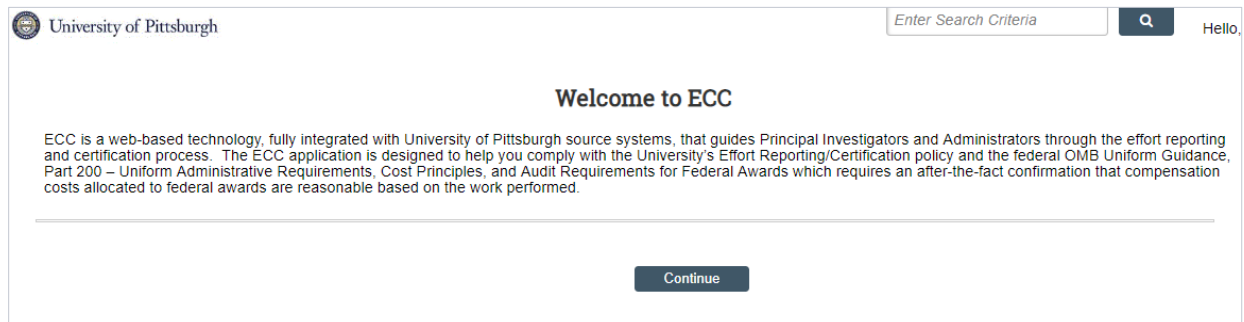 University of Pittsburgh
Enter Search Criteria
Hello,
Welcome to ECC
ECC is a web-based technology, fully integrated with University of Pittsburgh source systems, that guides Principal Investigators and Administrators through the effort reporting
and certification process.  The ECC application is designed to help you comply with the University's Effort Reporting/Certification policy and the federal OMB Uniform Guidance,
Part 200 – Uniform Administrative Requirements, Cost Principles, and Audit Requirements for Federal Awards which requires an after-the-fact confirmation that compensation
costs allocated to federal awards are reasonable based on the work performed.
Continue